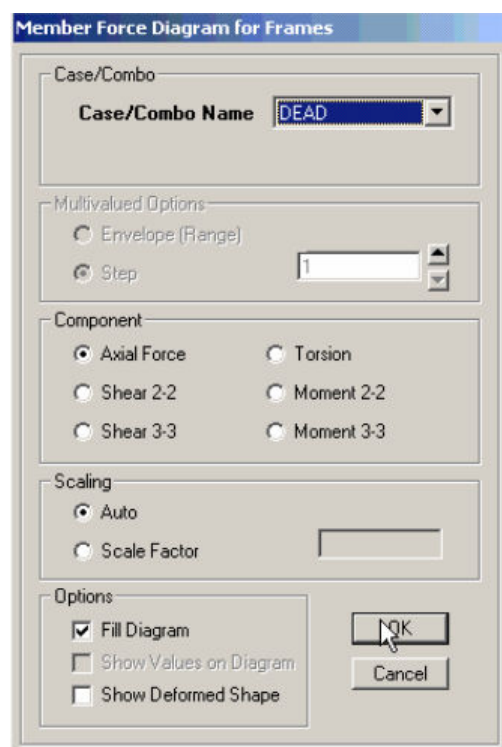 Member Force Diagram for Frames
Case/Combo
Case/Combo Name DEAD
Multivalued Options
Envelope (Range)
Step 1
Component
Axial Force Torsion
Shear 2-2 Moment 2-2
Shear 3-3 Moment 3-3
Scaling
Auto
Scale Factor
Options
Fill Diagram OK
Show Values on Diagram
Cancel
Show Deformed Shape